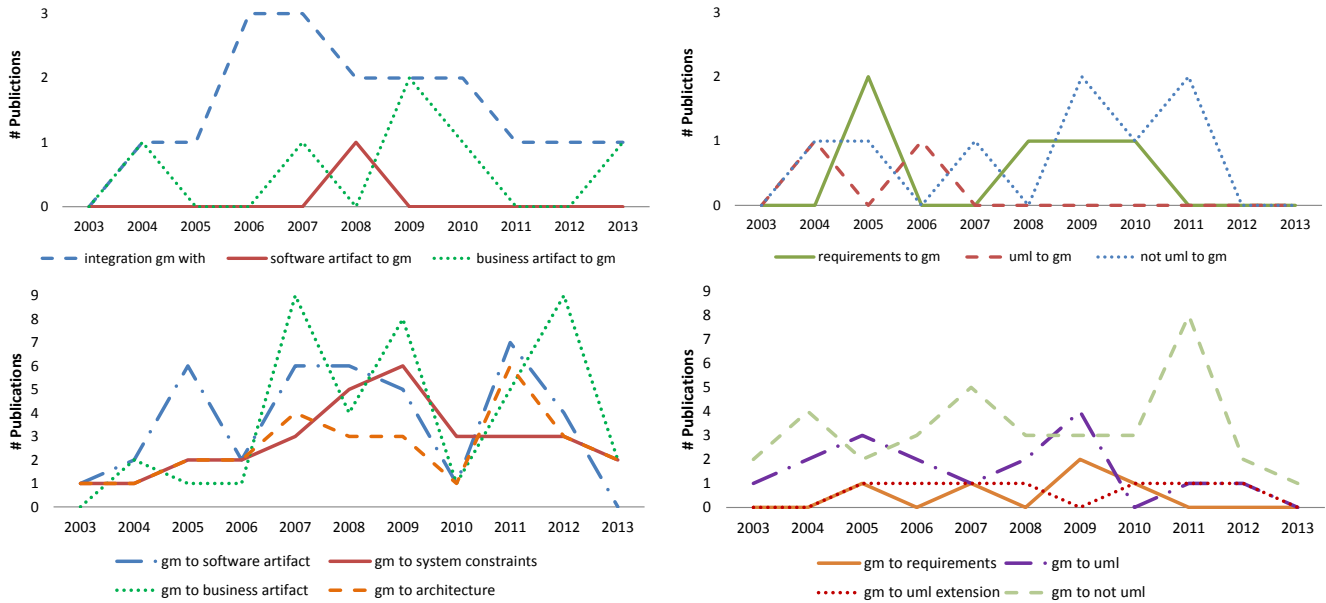 3
2
1
0
# Publictions
2003 2004 2005 2006 2007 2008 2009 2010 2011 2012 2013
integration gm with software artifact to gm business artifact to gm
3
2
1
0
# Publications
2003 2004 2005 2006 2007 2008 2009 2010 2011 2012 2013
requirements to gm uml to gm not uml to gm
9
8
7
6
5
4
3
2
1
0
# Publications
2003 2004 2005 2006 2007 2008 2009 2010 2011 2012 2013
gm to software artifact gm to system constraints
gm to business artifact gm to architecture
9
8
7
6
5
4
3
2
1
0
# Publications
2003 2004 2005 2006 2007 2008 2009 2010 2011 2012 2013
gm to requirements gm to uml
gm to uml extension gm to not uml